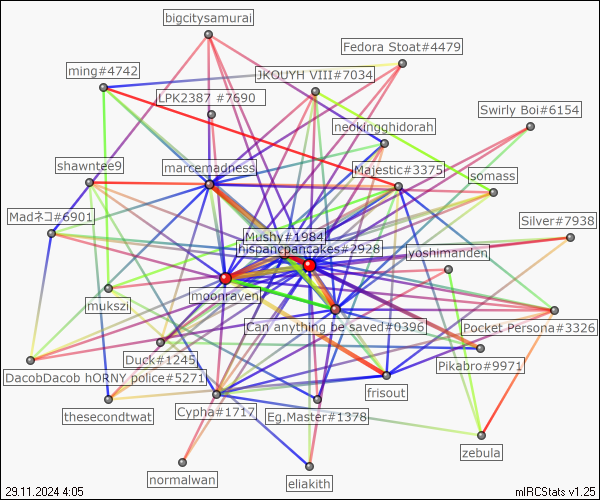 bigcitysamurai
Fedora Stoat#4479
ming#4742
JKOUYH VIII#7034
LPK2387 #7690
Swirly Boi#6154
neokingghidorah
shawntee9
marcemadness
Majestic#3375
somass
Madネコ#6901
Silver#7938
Mushy#1984
hispanicpancakes#2928
yoshimanden
moonraven
mukszi
Can anything be saved#0396
Pocket Persona#3326
Duck#1245
Pikabro#9971
DacobDacob hORNY police#5271
frisout
thesecondtwat
Cypha#1717
Eg.Master#1378
zebula
normalwan
eliakith
29.11.2024 4:05
mIRCStats v1.25